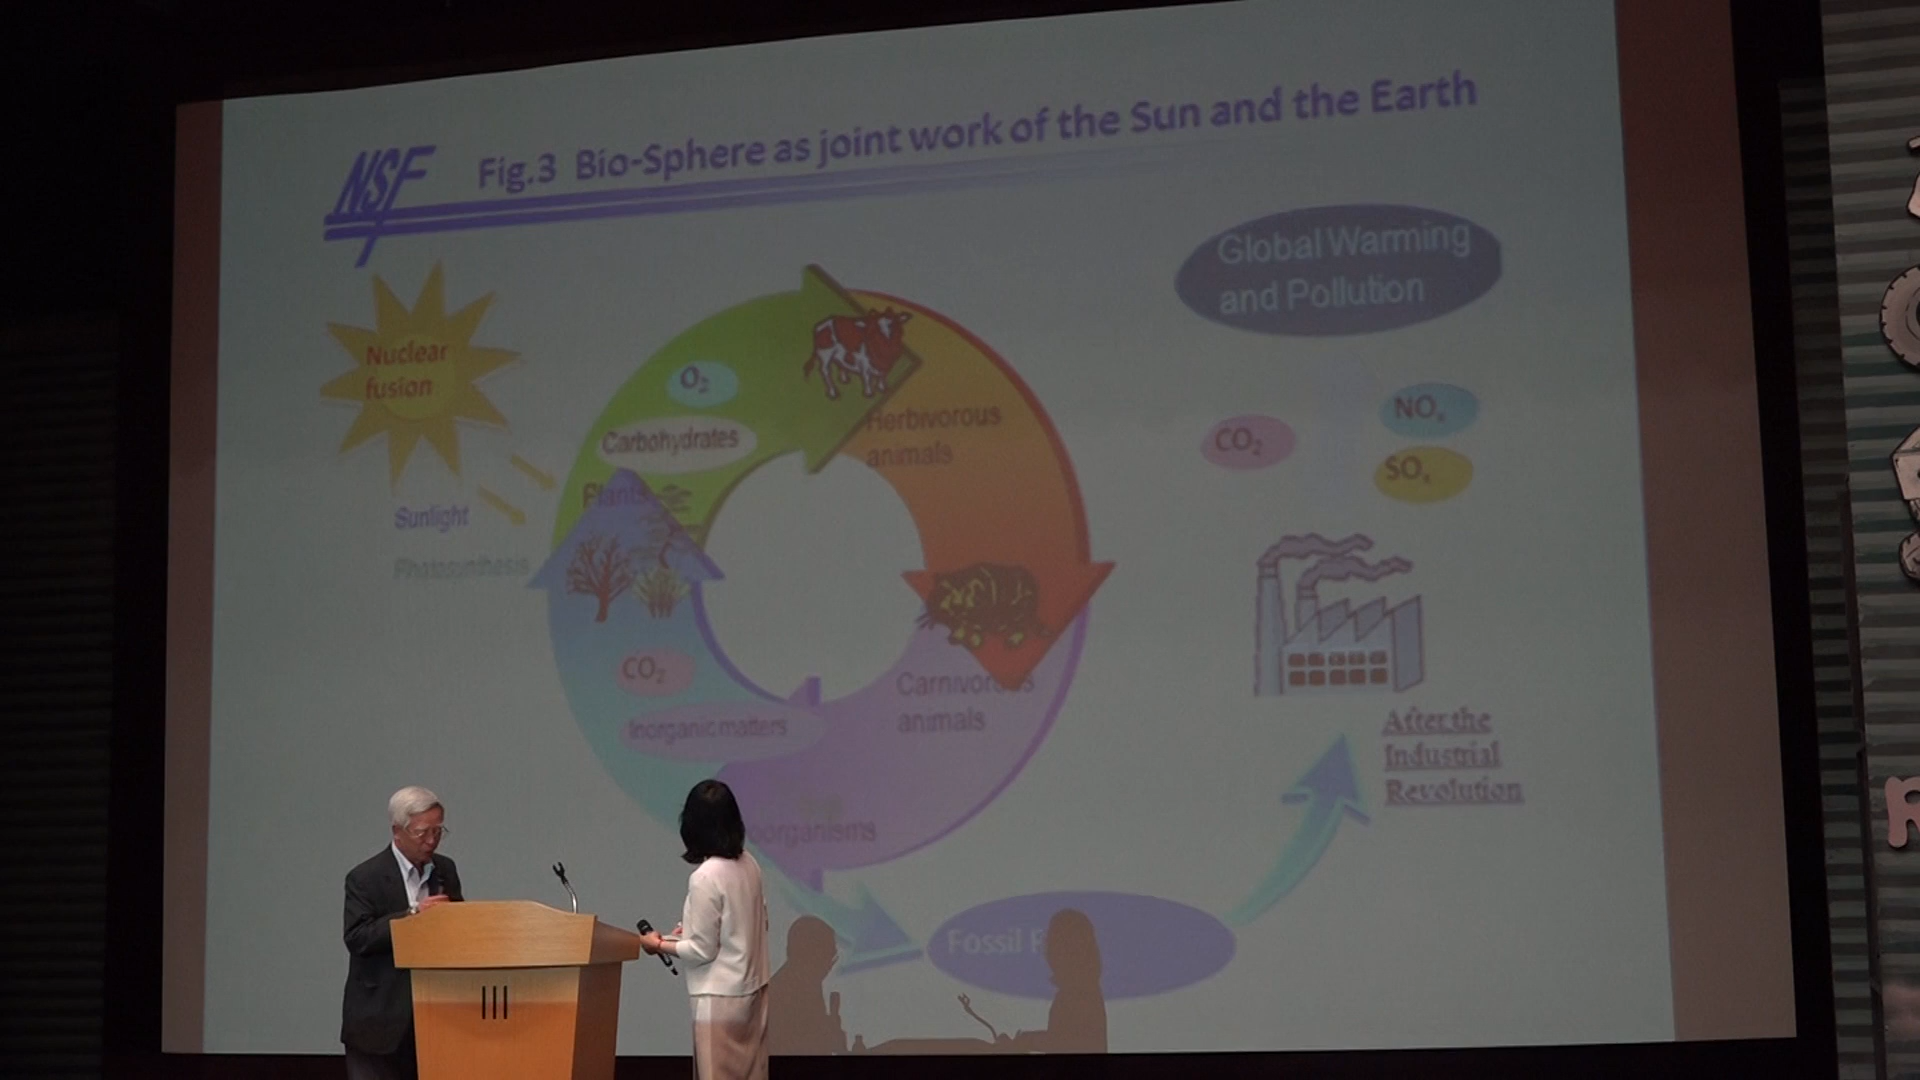 NSF
Fig.3 Bio-Sphere as joint work of the Sun and the Earth
Global Warming
and Pollution
Nuclear
fusion
O2
Carbohydrates
Herbivorous
animals
Plants
Sunlight
Photosynthesis
CO2
NOx
SOx
CO2
Inorganic matters
Carnivorous
animals
After the
Industrial
Revolution
Fossil